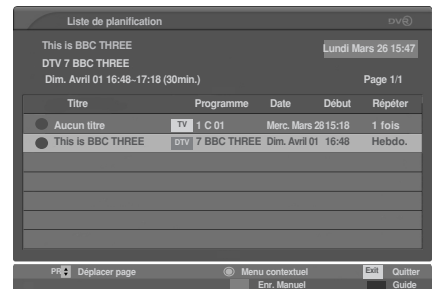 Liste de planification
This is BBC THREE
Lundi Mars 26 15:47
DTV 7 BBC THREE
Dim. Avril 01 16:48~17:18 (30min.) Page 1/1
Titre Programme Date Début Répéter
Aucun titre TV 1 C 01 Merc. Mars 28 15:18 1 fois
This is BBC THREE DTV 7 BBC THREE Dim. Avril 01 16:48 Hebdo.
PR Déplacer page Menu contextuel Exit Quitter
Enr. Manuel Guide